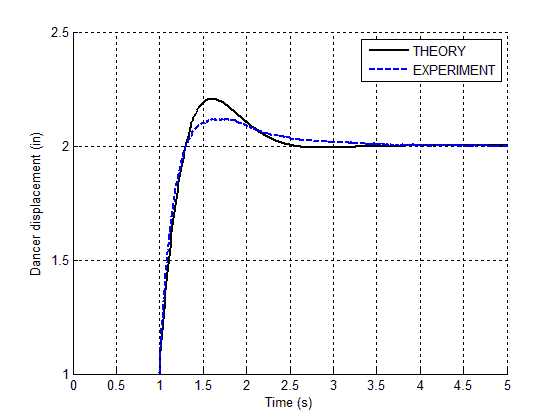 2.5
THEORY
EXPERIMENT
2
Dancer displacement (in)
1.5
1
0 0.5 1 1.5 2 2.5 3 3.5 4 4.5 5
Time (s)